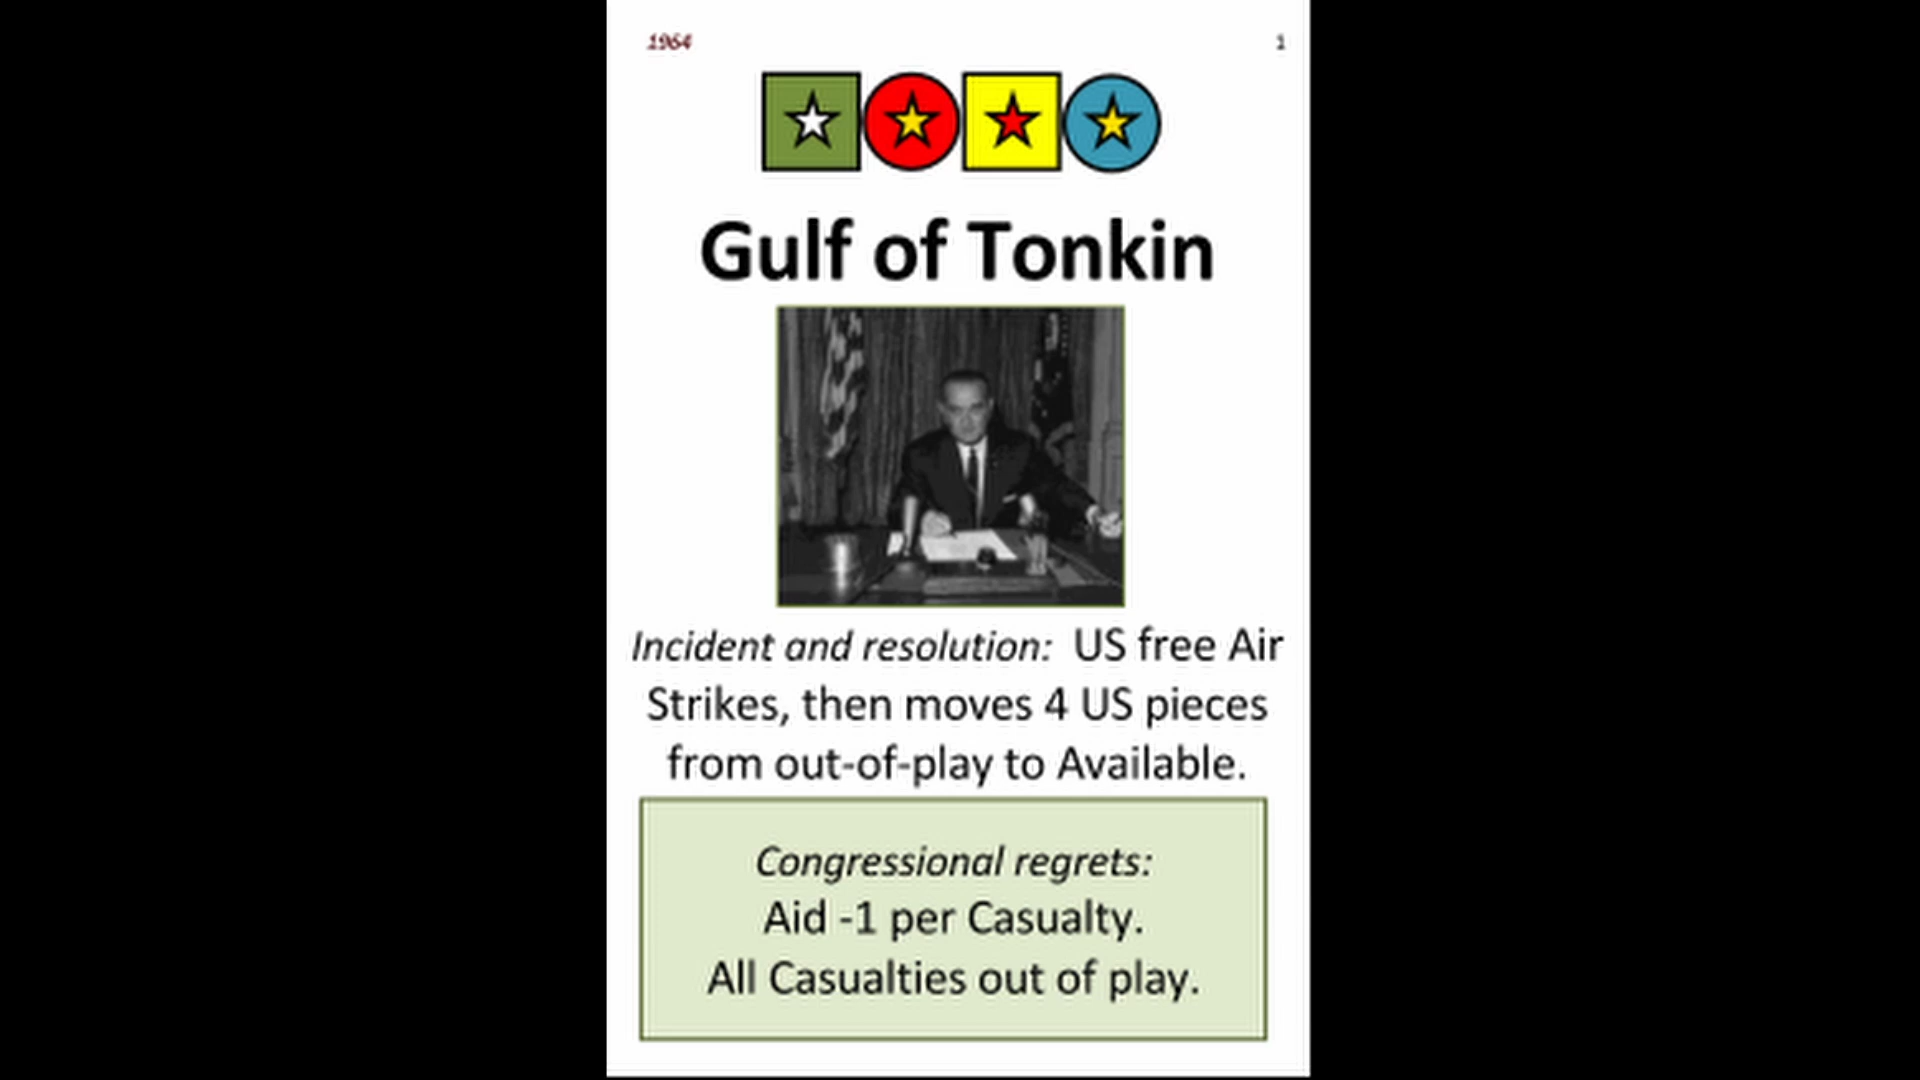 1964
1
Gulf of Tonkin
Incident and resolution: US free Air
Strikes, then moves 4 US pieces
from out-of-play to Available.
Congressional regrets:
Aid -1 per Casualty.
All Casualties out of play.